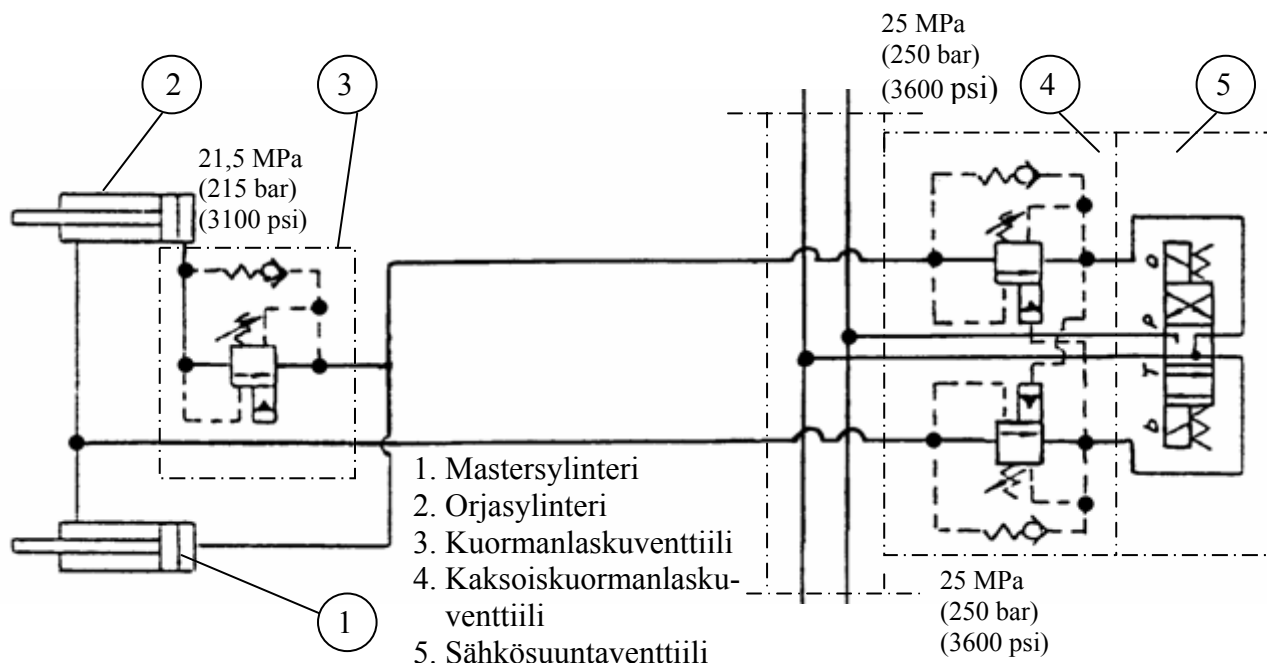 25 MPa
(250 bar)
(3600 psi)
2
3
4
5
21,5 MPa
(215 bar)
(3100 psi)
a
P
T
b
1. Mastersylinteri
2. Orjasylinteri
3. Kuormanlaskuventtiili
4. Kaksoiskuormanlasku-
venttiili
5. Sähkösuuntaventtiili
1
25 MPa
(250 bar)
(3600 psi)